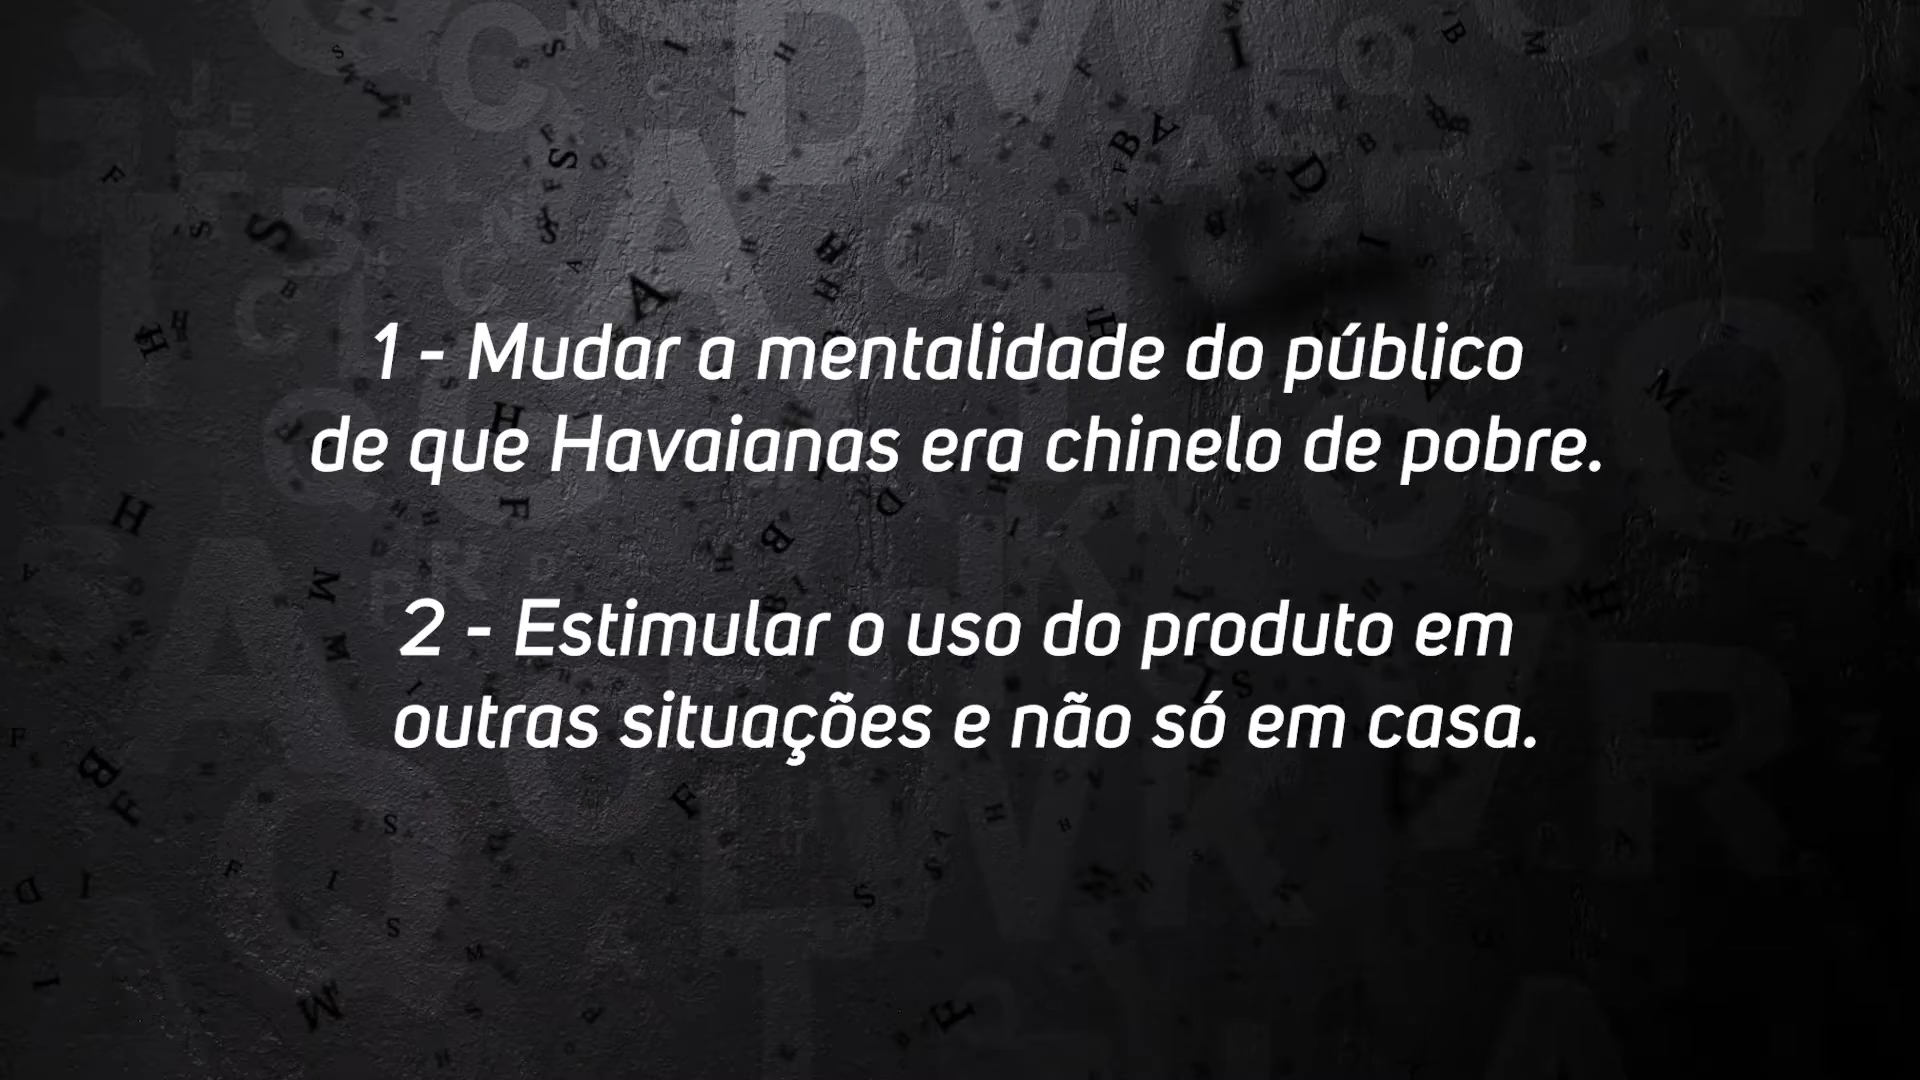 1 - Mudar a mentalidade do público
de que Havaianas era chinelo de pobre.
2 - Estimular o uso do produto em
outras situações e não só em casa.